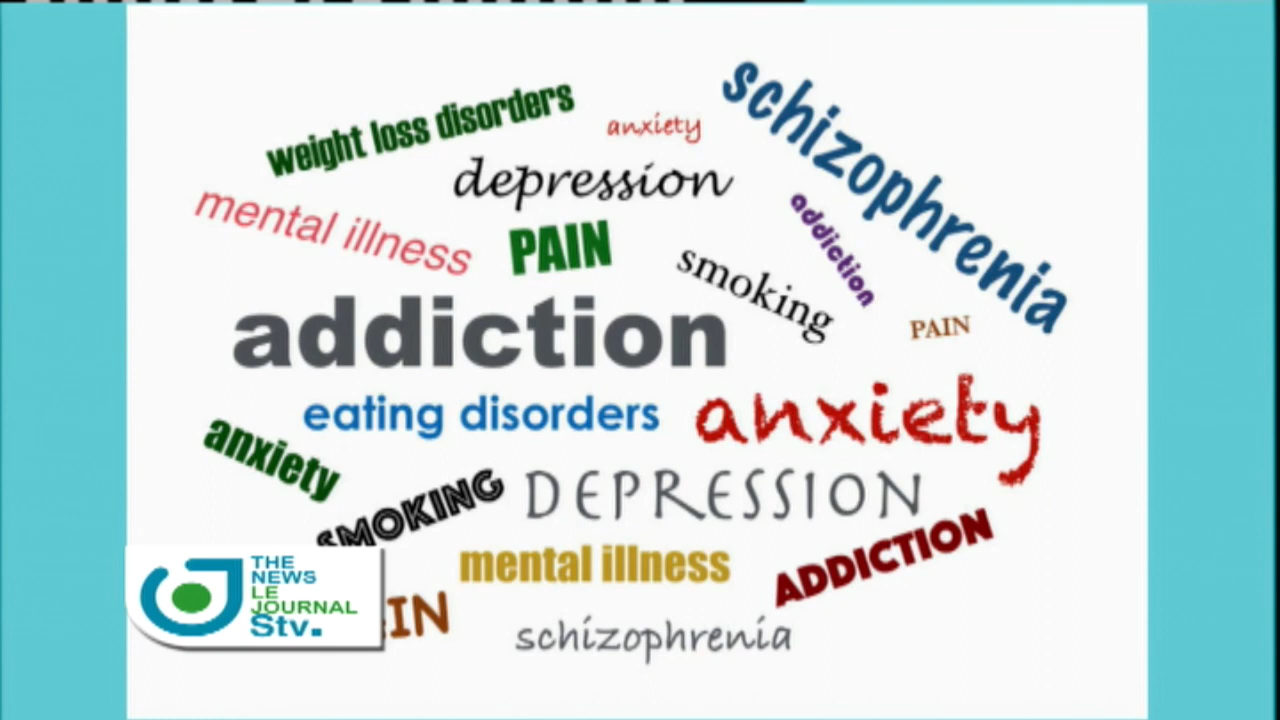 schizophrenia
weight loss disorders
anxiety
depression
mental illness
addiction
PAIN
smoking
addiction
PAIN
eating disorders
anxiety
anxiety
SMOKING
DEPRESSION
ADDICTION
mental illness
THE
NEWS
LE
JOURNAL
Stv.
IN
schizophrenia